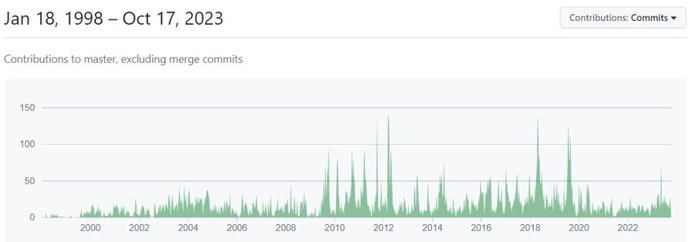 Jan 18, 1998 – Oct 17, 2023
Contributions: Commits
Contributions to master, excluding merge commits
150
100
50
0
2000 2002 2004 2006 2008 2010 2012 2014 2016 2018 2020 2022